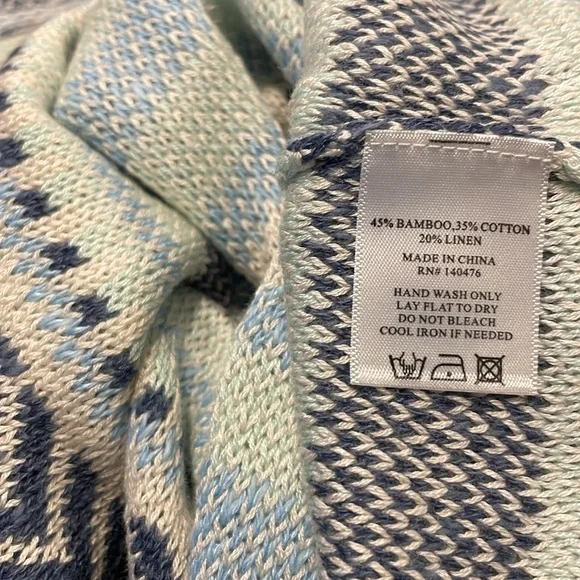 45% BAMBOO,35% COTTON
20% LINEN
MADE IN CHINA
RN# 140476
HAND WASH ONLY
LAY FLAT TO DRY
DO NOT BLEACH
COOL IRON IF NEEDED